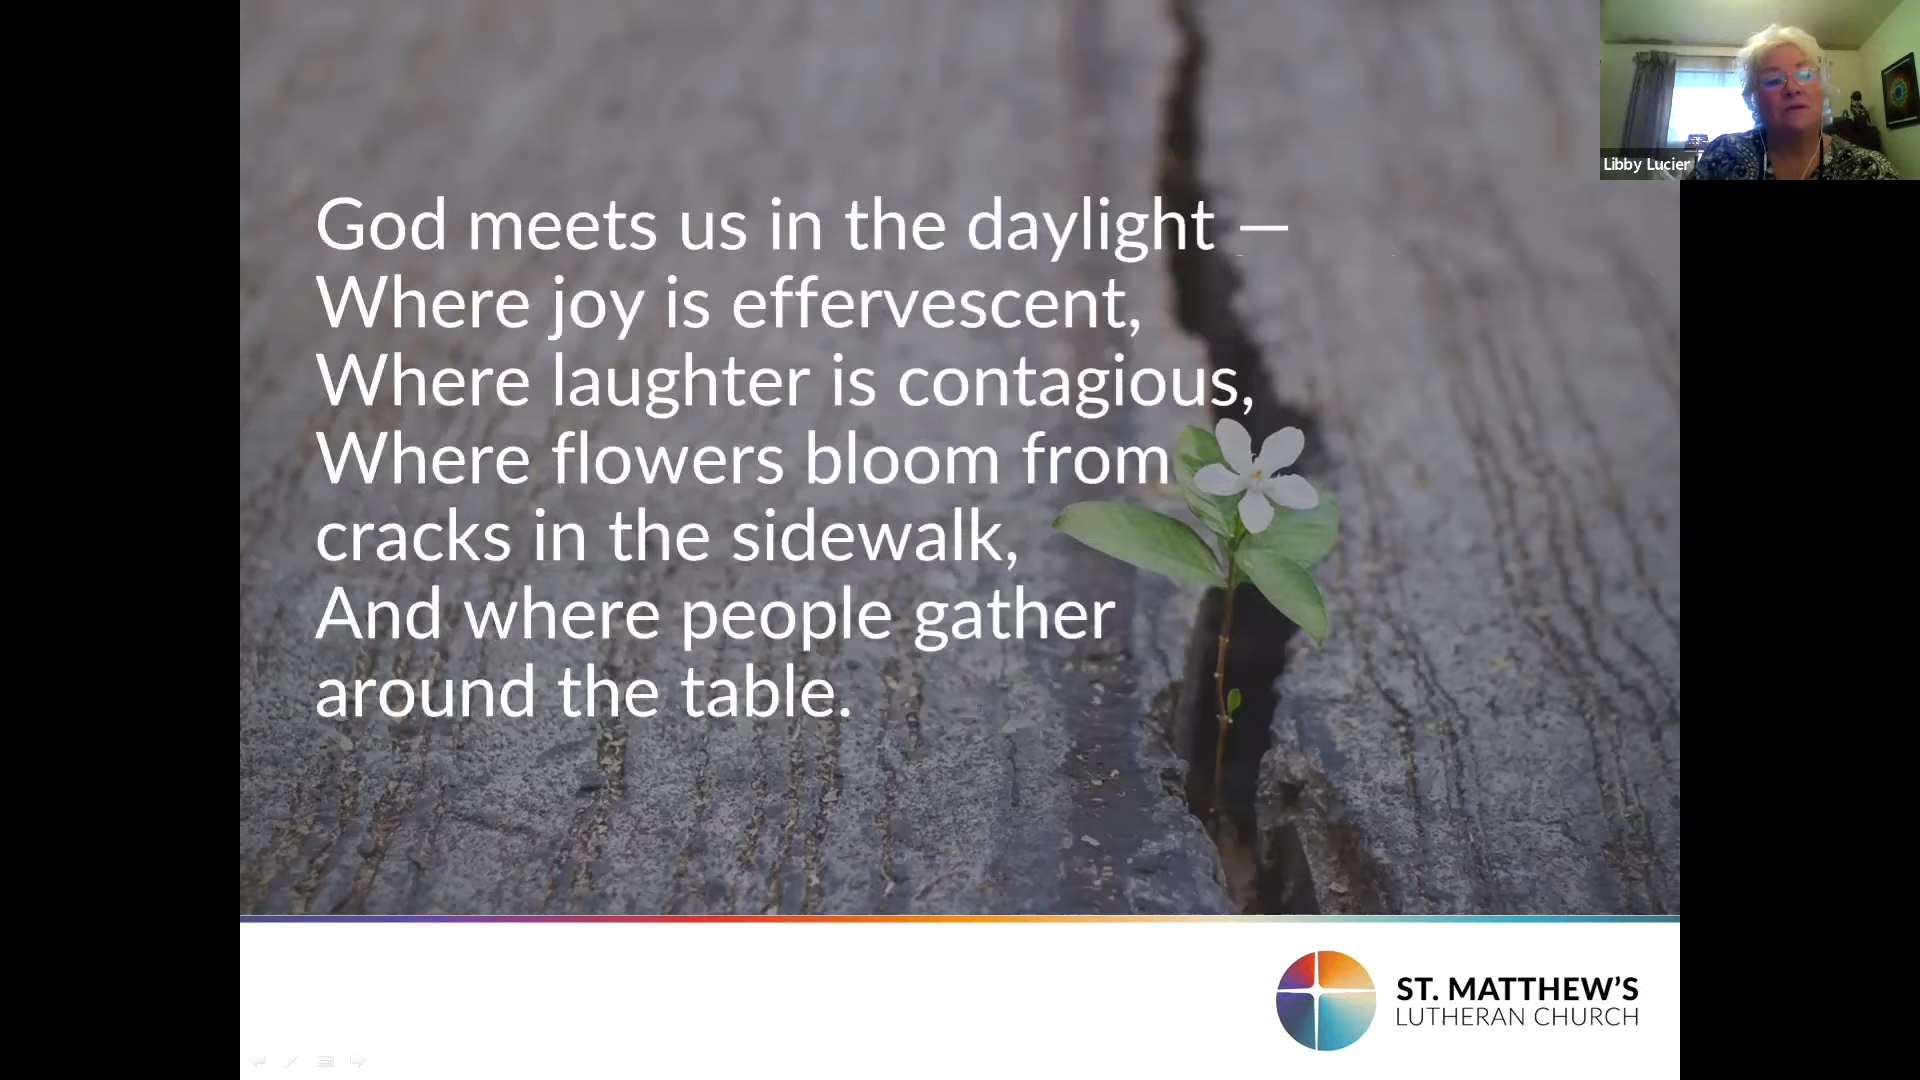 God meets us in the daylight —
Where joy is effervescent,
Where laughter is contagious,
Where flowers bloom from
cracks in the sidewalk,
And where people gather
around the table.
Libby Lucier
ST. MATTHEW’S
LUTHERAN CHURCH